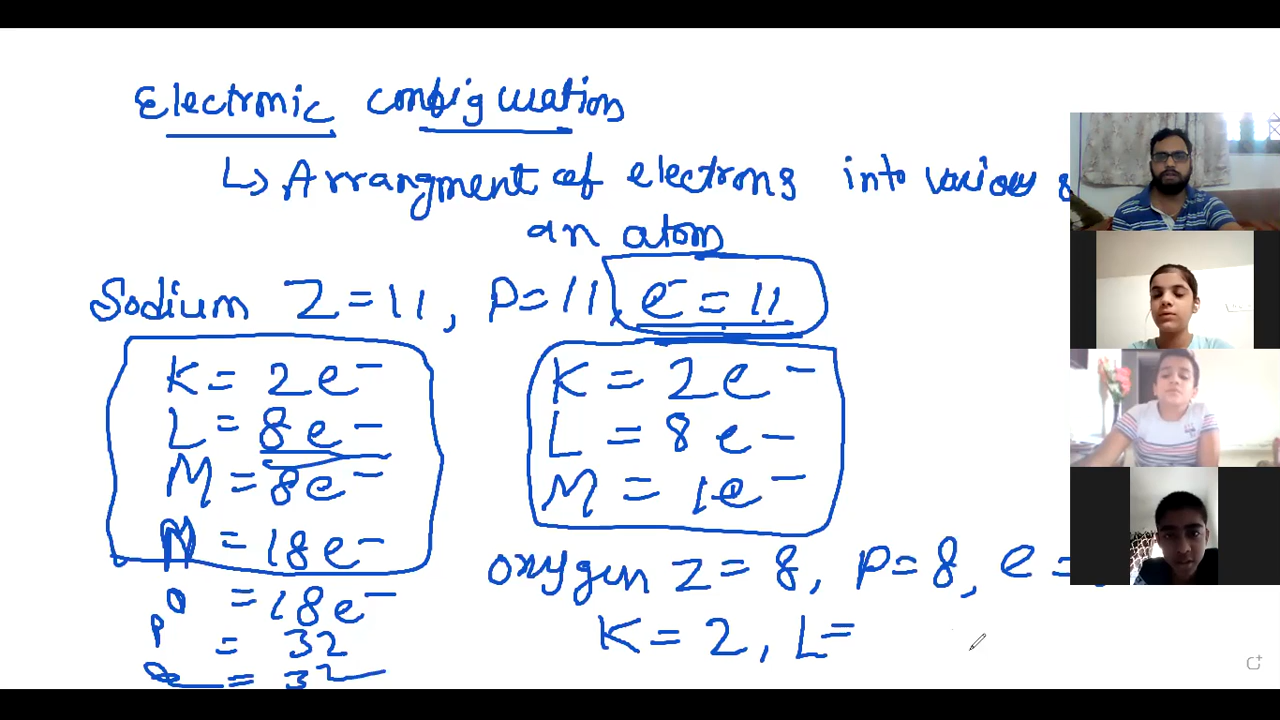 Electronic configuration
↳ Arrangment of electrons into various
an atom
Sodium Z = 11, P = 11, e⁻ = 11
K = 2e⁻
L = 8e⁻
M = 8e⁻
N = 18e⁻
O = 18e⁻
P = 32
= 32
K = 2e⁻
L = 8e⁻
M = 1e⁻
oxygen Z = 8, P = 8, e =
K = 2, L =